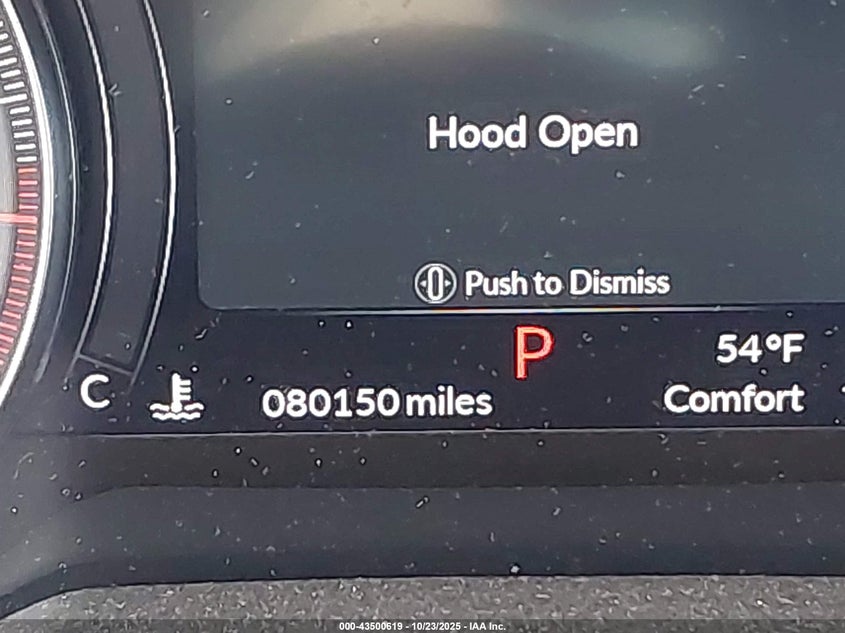 Hood Open
Push to Dismiss
P
54°F
C
080150 miles
Comfort
000-43500619 - 10/23/2025 - IAA Inc.